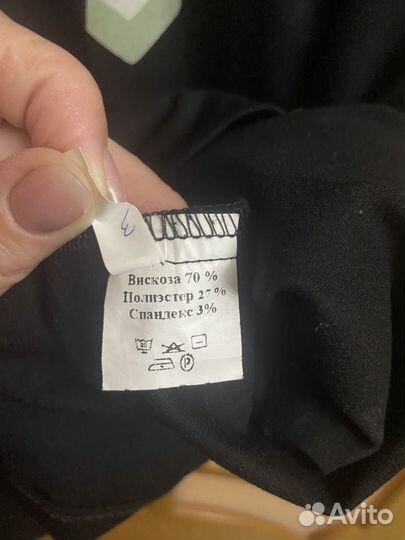 Вискоза 70 %
Полиэстер 27%
Спандекс 3%
P
Avito